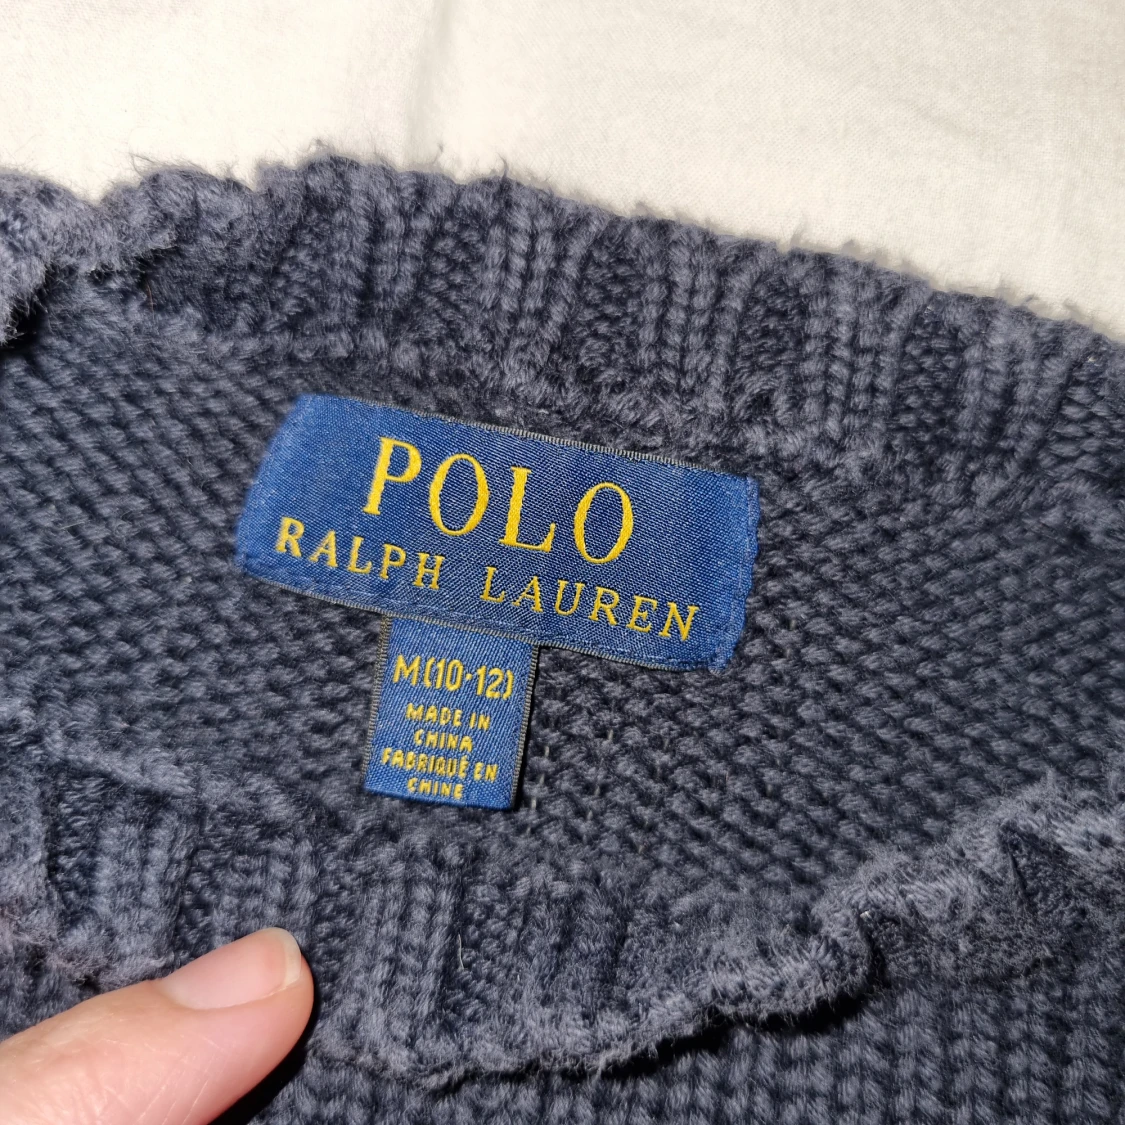 POLO
RALPH LAUREN
M(10-12)
MADE IN
CHINA
FABRIQUÉ EN
CHINE